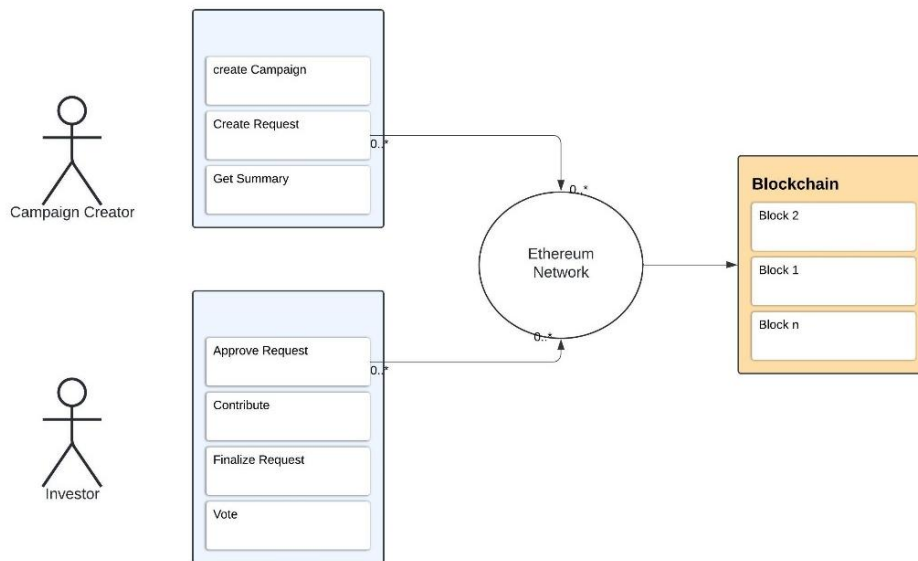 create Campaign
Create Request
0..*
Get Summary
Campaign Creator
0..*
Ethereum
Network
0..*
Blockchain
Block 2
Block 1
Block n
Approve Request
0..*
Contribute
Finalize Request
Vote
Investor